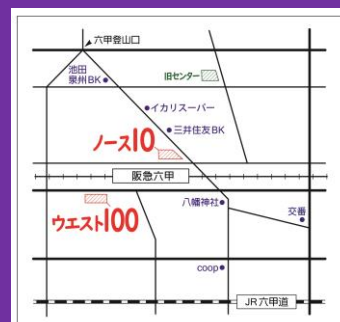 六甲登山口
池田
泉州BK
旧センター
イカリスーパー
三井住友BK
ノース10
阪急六甲
八幡神社
交番
ウエスト100
coop
JR六甲道